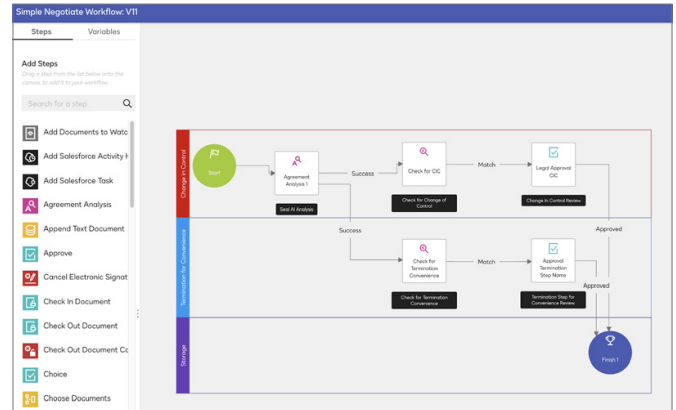 Simple Negotiate Workflow: V11
Steps
Variables
Add Steps
Drag a step from the list below onto the
canvas, to add it to your workflow.
Search for a step
Add Documents to Watc
Add Salesforce Activity H
Add Salesforce Task
Agreement Analysis
Append Text Document
Approve
Cancel Electronic Signat
Check In Document
Check Out Document
Check Out Document Co
Choice
Choose Documents
Change in Control
Start
Agreement
Analysis 1
Seal AI Analysis
Success
Check for CIC
Check for Change of
Control
Match
Legal Approval
CIC
Change in Control Review
Termination for Convenience
Success
Check for
Termination
Convenience
Check for Termination
Convenience
Match
Approval
Termination
Step Name
Termination Step for
Convenience Review
Approved
Approved
Storage
Finish 1